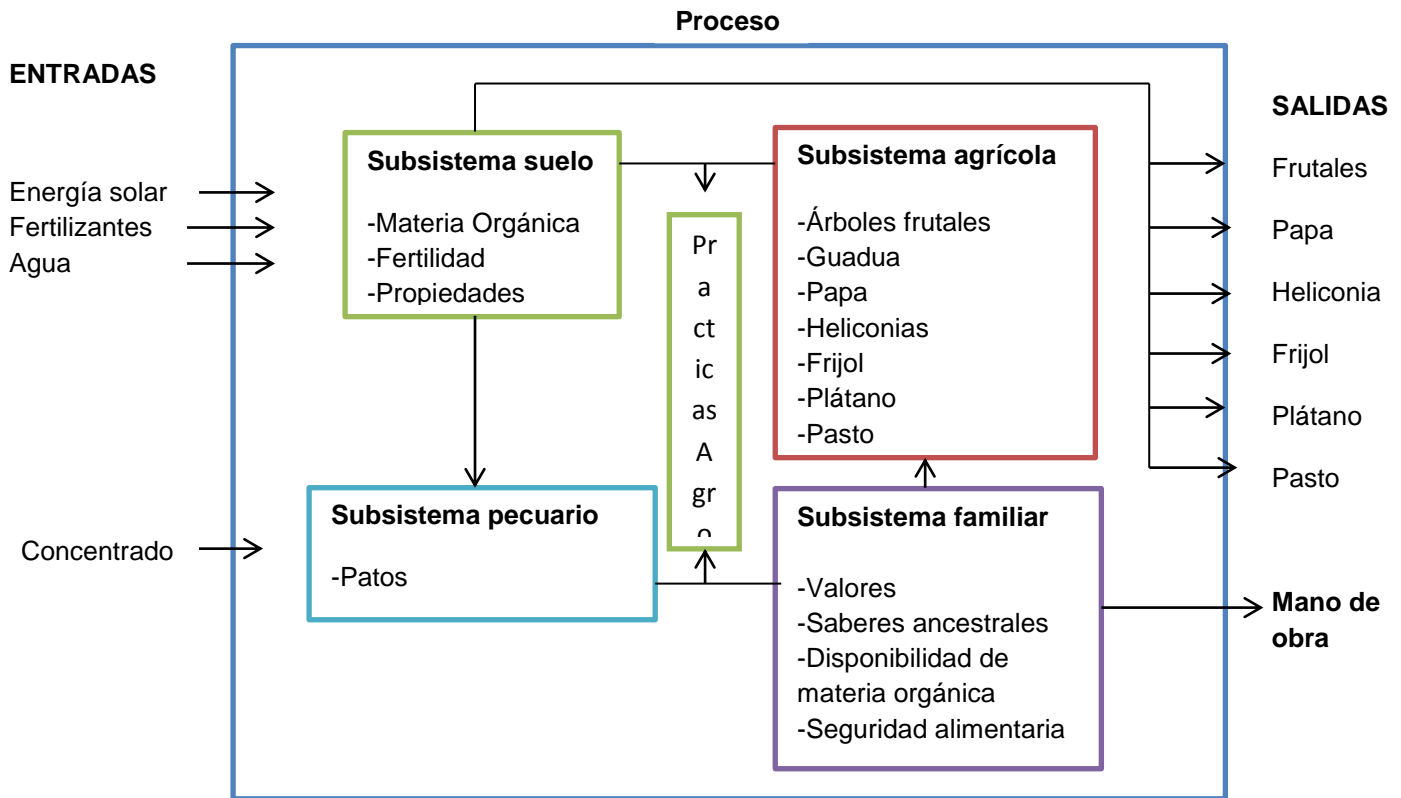 Proceso
ENTRADAS
Energía solar
Fertilizantes
Agua
Concentrado
Subsistema suelo
-Materia Orgánica
-Fertilidad
-Propiedades
Pr
a
ct
ic
as
A
gr
o
Subsistema agrícola
-Árboles frutales
-Guadua
-Papa
-Heliconias
-Frijol
-Plátano
-Pasto
Subsistema pecuario
-Patos
Subsistema familiar
-Valores
-Saberes ancestrales
-Disponibilidad de
materia orgánica
-Seguridad alimentaria
SALIDAS
Frutales
Papa
Heliconia
Frijol
Plátano
Pasto
Mano de
obra